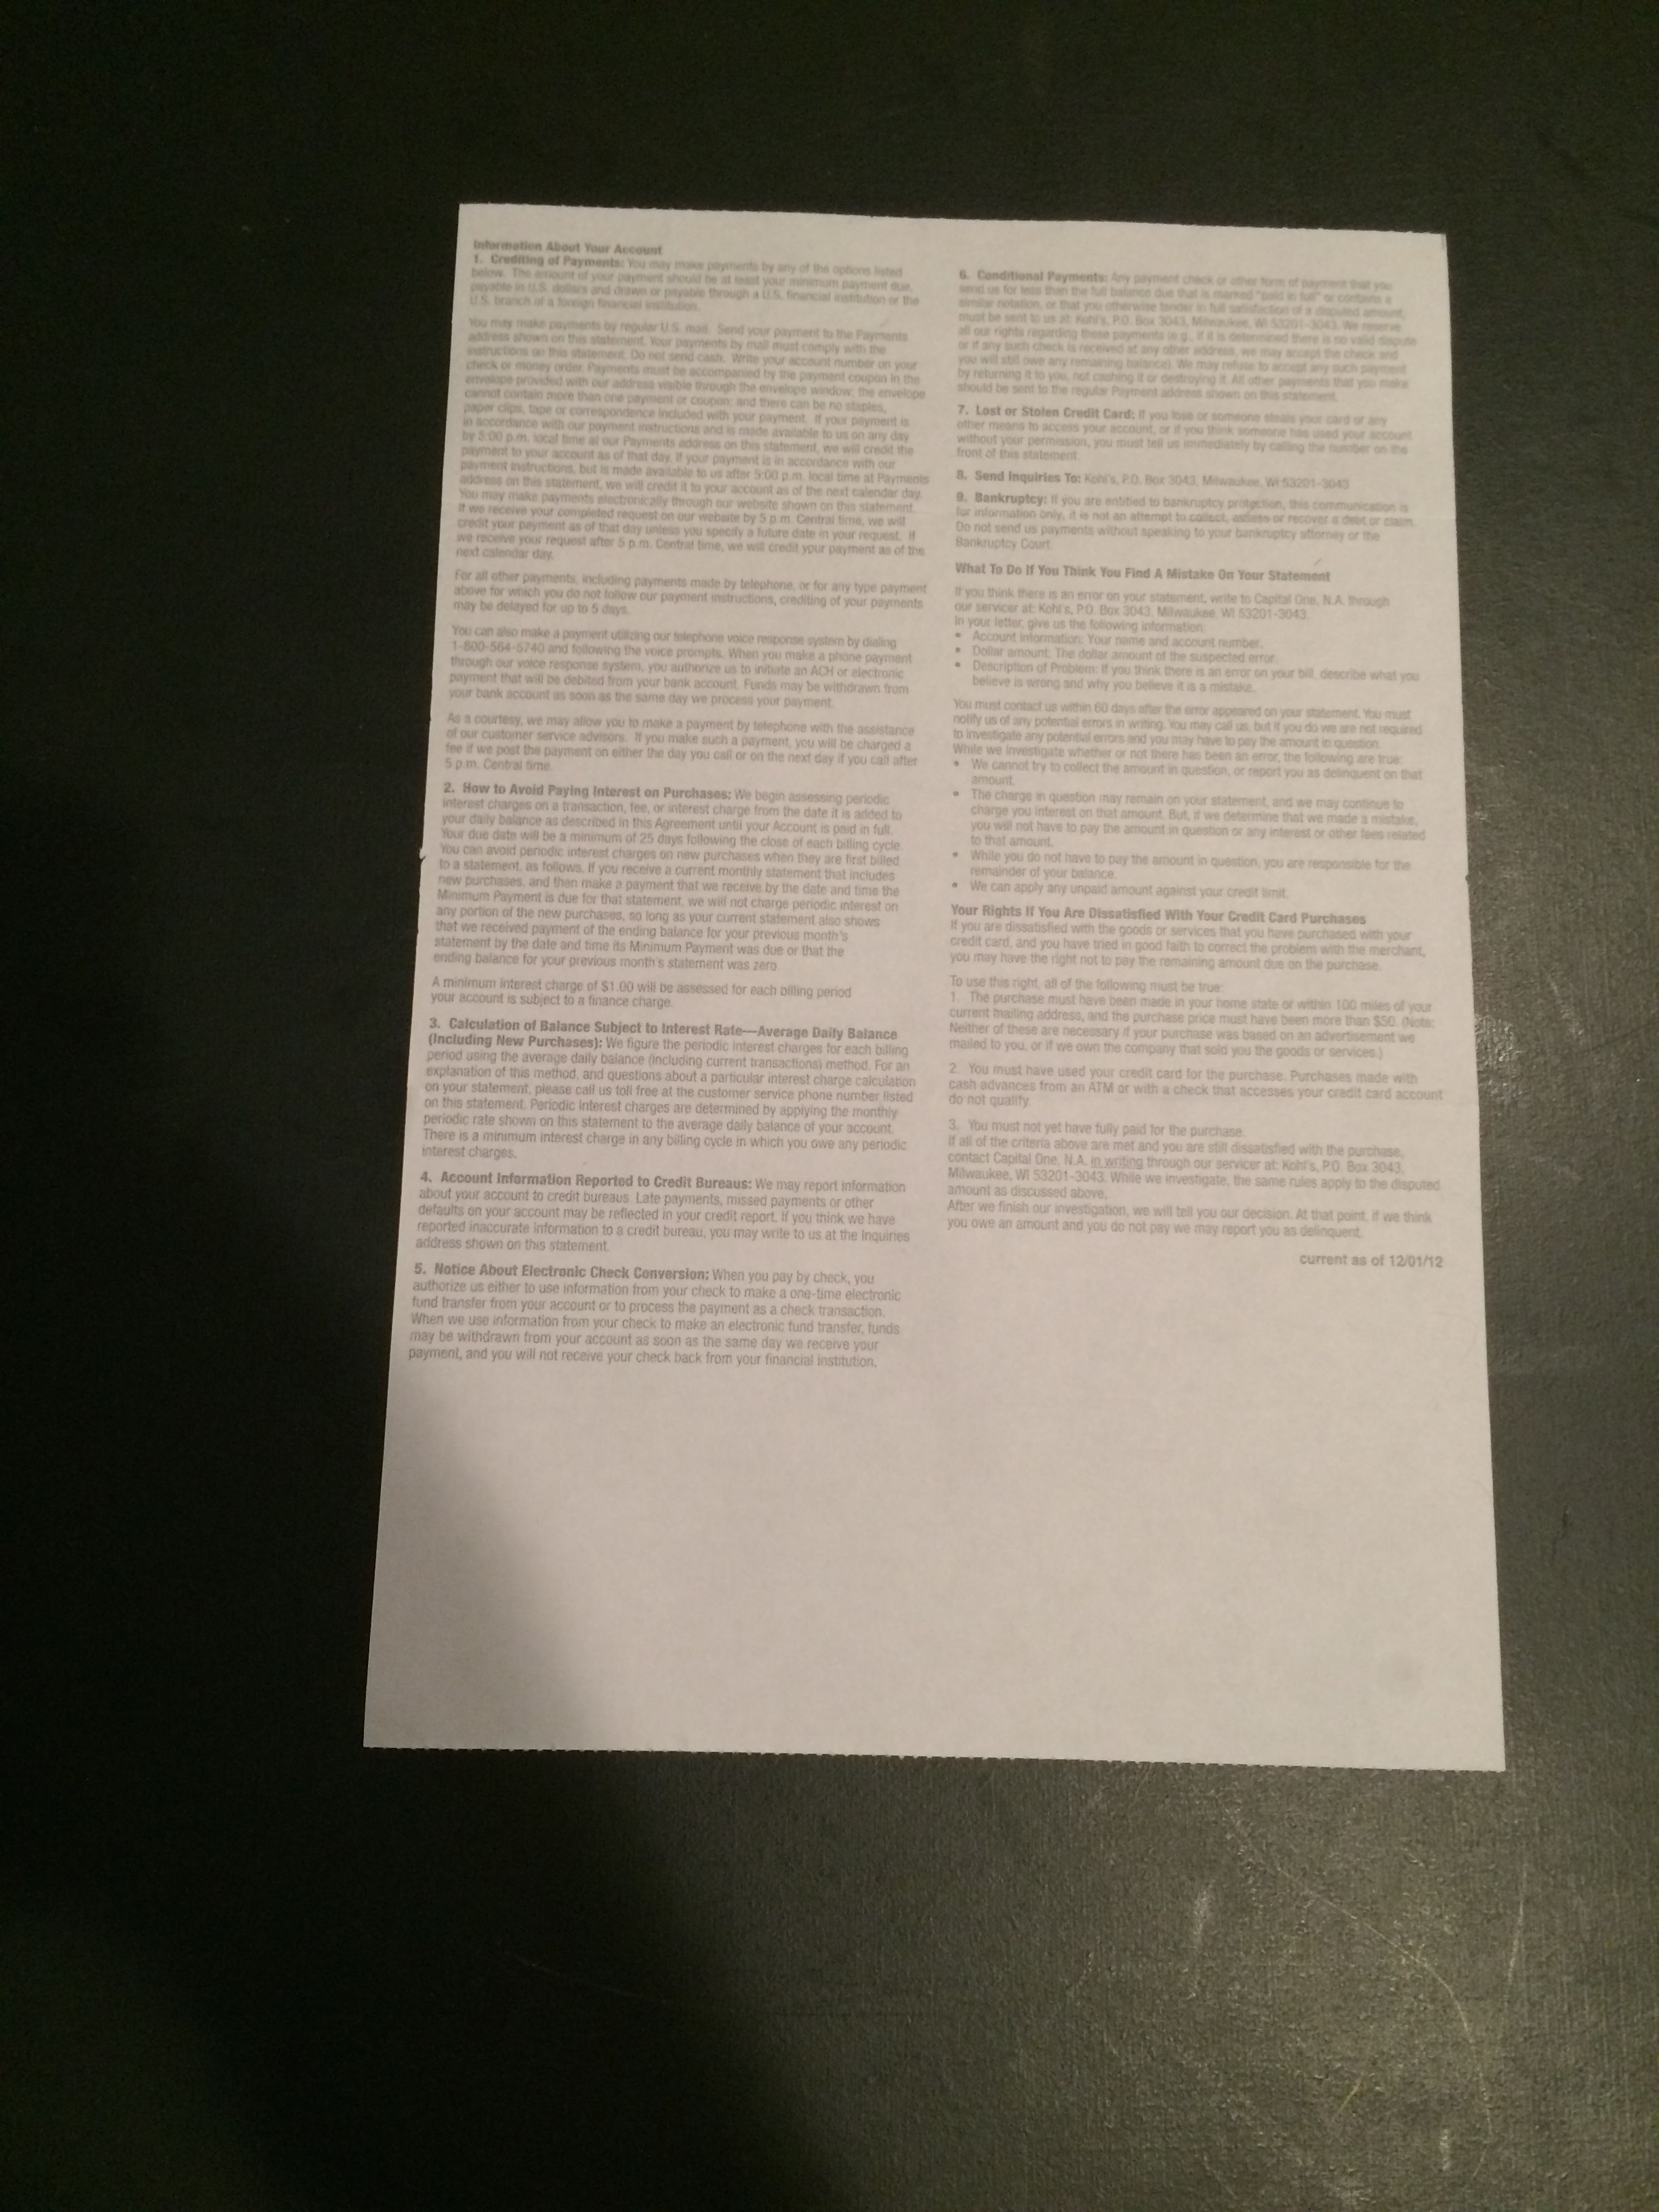 Information About Your Account
1. Crediting of Payments: You may make payments by any of the options listed
below. The amount of your payment should be at least your minimum payment due,
payable in U.S. dollars and drawn or payable through a U.S. financial institution or the
U.S. branch of a foreign financial institution.
You may make payments by regular U.S. mail. Send your payment to the Payments
address shown on this statement. Your payments by mail must comply with the
instructions on this statement. Do not send cash. Write your account number on your
check or money order. Payments must be accompanied by the payment coupon in the
envelope provided with our address visible through the envelope window; the envelope
cannot contain more than one payment or coupon; and there can be no staples,
paper clips, tape or correspondence included with your payment. If your payment is
in accordance with our payment instructions and is made available to us on any day
by 5:00 p.m. local time at our Payments address on this statement, we will credit the
payment to your account as of that day. If your payment is in accordance with our
payment instructions, but is made available to us after 5:00 p.m. local time at Payments
address on this statement, we will credit it to your account as of the next calendar day.
You may make payments electronically through our website shown on this statement.
If we receive your completed request on our website by 5 p.m. Central time, we will
credit your payment as of that day unless you specify a future date in your request. If
we receive your request after 5 p.m. Central time, we will credit your payment as of the
next calendar day.
For all other payments, including payments made by telephone, or for any type payment
above for which you do not follow our payment instructions, crediting of your payments
may be delayed for up to 5 days.
You can also make a payment utilizing our telephone voice response system by dialing
1-800-564-5740 and following the voice prompts. When you make a phone payment
through our voice response system, you authorize us to initiate an ACH or electronic
payment that will be debited from your bank account. Funds may be withdrawn from
your bank account as soon as the same day we process your payment.
As a courtesy, we may allow you to make a payment by telephone with the assistance
of our customer service advisors. If you make such a payment, you will be charged a
fee if we post the payment on either the day you call or on the next day if you call after
5 p.m. Central time.
2. How to Avoid Paying Interest on Purchases: We begin assessing periodic
interest charges on a transaction, fee, or interest charge from the date it is added to
your daily balance as described in this Agreement until your Account is paid in full.
Your due date will be a minimum of 25 days following the close of each billing cycle.
You can avoid periodic interest charges on new purchases when they are first billed
to a statement, as follows. If you receive a current monthly statement that includes
new purchases, and then make a payment that we receive by the date and time the
Minimum Payment is due for that statement, we will not charge periodic interest on
any portion of the new purchases, so long as your current statement also shows
that we received payment of the ending balance for your previous month's
statement by the date and time its Minimum Payment was due or that the
ending balance for your previous month's statement was zero.
A minimum interest charge of $1.00 will be assessed for each billing period
your account is subject to a finance charge.
3. Calculation of Balance Subject to Interest Rate—Average Daily Balance
(Including New Purchases): We figure the periodic interest charges for each billing
period using the average daily balance (including current transactions) method. For an
explanation of this method, and questions about a particular interest charge calculation
on your statement, please call us toll free at the customer service phone number listed
on this statement. Periodic interest charges are determined by applying the monthly
periodic rate shown on this statement to the average daily balance of your account.
There is a minimum interest charge in any billing cycle in which you owe any periodic
interest charges.
4. Account Information Reported to Credit Bureaus: We may report information
about your account to credit bureaus. Late payments, missed payments or other
defaults on your account may be reflected in your credit report. If you think we have
reported inaccurate information to a credit bureau, you may write to us at the Inquiries
address shown on this statement.
5. Notice About Electronic Check Conversion: When you pay by check, you
authorize us either to use information from your check to make a one-time electronic
fund transfer from your account or to process the payment as a check transaction.
When we use information from your check to make an electronic fund transfer, funds
may be withdrawn from your account as soon as the same day we receive your
payment, and you will not receive your check back from your financial institution.
6. Conditional Payments: Any payment check or other form of payment that you
send us for less than the full balance due that is marked "paid in full" or contains a
similar notation, or that you otherwise tender in full satisfaction of a disputed amount,
must be sent to us at: Kohl's, P.O. Box 3043, Milwaukee, WI 53201-3043. We reserve
all our rights regarding these payments (e.g., if it is determined there is no valid dispute
or if any such check is received at any other address, we may accept the check and
you will still owe any remaining balance). We may refuse to accept any such payment
by returning it to you, not cashing it or destroying it. All other payments that you make
should be sent to the regular Payment address shown on this statement.
7. Lost or Stolen Credit Card: If you lose or someone steals your card or any
other means to access your account, or if you think someone has used your account
without your permission, you must tell us immediately by calling the number on the
front of this statement.
8. Send Inquiries To: Kohl's, P.O. Box 3043, Milwaukee, WI 53201-3043
9. Bankruptcy: If you are entitled to bankruptcy protection, this communication is
for information only, it is not an attempt to collect, assess or recover a debt or claim.
Do not send us payments without speaking to your bankruptcy attorney or the
Bankruptcy Court.
What To Do If You Think You Find A Mistake On Your Statement
If you think there is an error on your statement, write to Capital One, N.A. through
our servicer at: Kohl's, P.O. Box 3043, Milwaukee, WI 53201-3043.
In your letter, give us the following information:
• Account information: Your name and account number.
• Dollar amount: The dollar amount of the suspected error.
• Description of Problem: If you think there is an error on your bill, describe what you
believe is wrong and why you believe it is a mistake.
You must contact us within 60 days after the error appeared on your statement. You must
notify us of any potential errors in writing. You may call us, but if you do we are not required
to investigate any potential errors and you may have to pay the amount in question.
While we investigate whether or not there has been an error, the following are true:
• We cannot try to collect the amount in question, or report you as delinquent on that
amount.
• The charge in question may remain on your statement, and we may continue to
charge you interest on that amount. But, if we determine that we made a mistake,
you will not have to pay the amount in question or any interest or other fees related
to that amount.
• While you do not have to pay the amount in question, you are responsible for the
remainder of your balance.
• We can apply any unpaid amount against your credit limit.
Your Rights If You Are Dissatisfied With Your Credit Card Purchases
If you are dissatisfied with the goods or services that you have purchased with your
credit card, and you have tried in good faith to correct the problem with the merchant,
you may have the right not to pay the remaining amount due on the purchase.
To use this right, all of the following must be true:
1. The purchase must have been made in your home state or within 100 miles of your
current mailing address, and the purchase price must have been more than $50. (Note:
Neither of these are necessary if your purchase was based on an advertisement we
mailed to you, or if we own the company that sold you the goods or services.)
2. You must have used your credit card for the purchase. Purchases made with
cash advances from an ATM or with a check that accesses your credit card account
do not qualify.
3. You must not yet have fully paid for the purchase.
If all of the criteria above are met and you are still dissatisfied with the purchase,
contact Capital One, N.A. in writing through our servicer at: Kohl's, P.O. Box 3043,
Milwaukee, WI 53201-3043. While we investigate, the same rules apply to the disputed
amount as discussed above.
After we finish our investigation, we will tell you our decision. At that point, if we think
you owe an amount and you do not pay we may report you as delinquent.
current as of 12/01/12